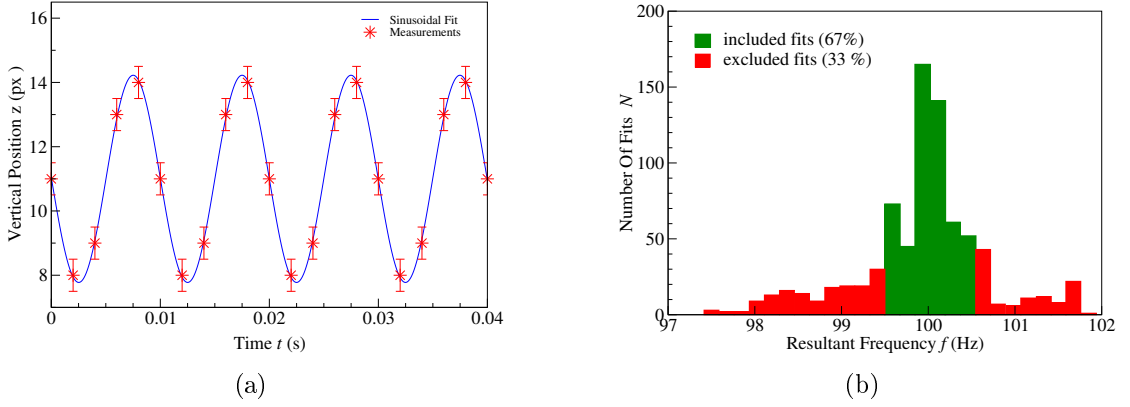 16
14
12
10
8
Vertical Position z (px )
Sinusoidal Fit
Measurements
0
0.01
0.02
0.03
0.04
Time t (s)
(a)
200
150
100
50
0
Number Of Fits N
included fits (67%)
excluded fits (33 %)
97
98
99
100
101
102
Resultant Frequency f (Hz)
(b)